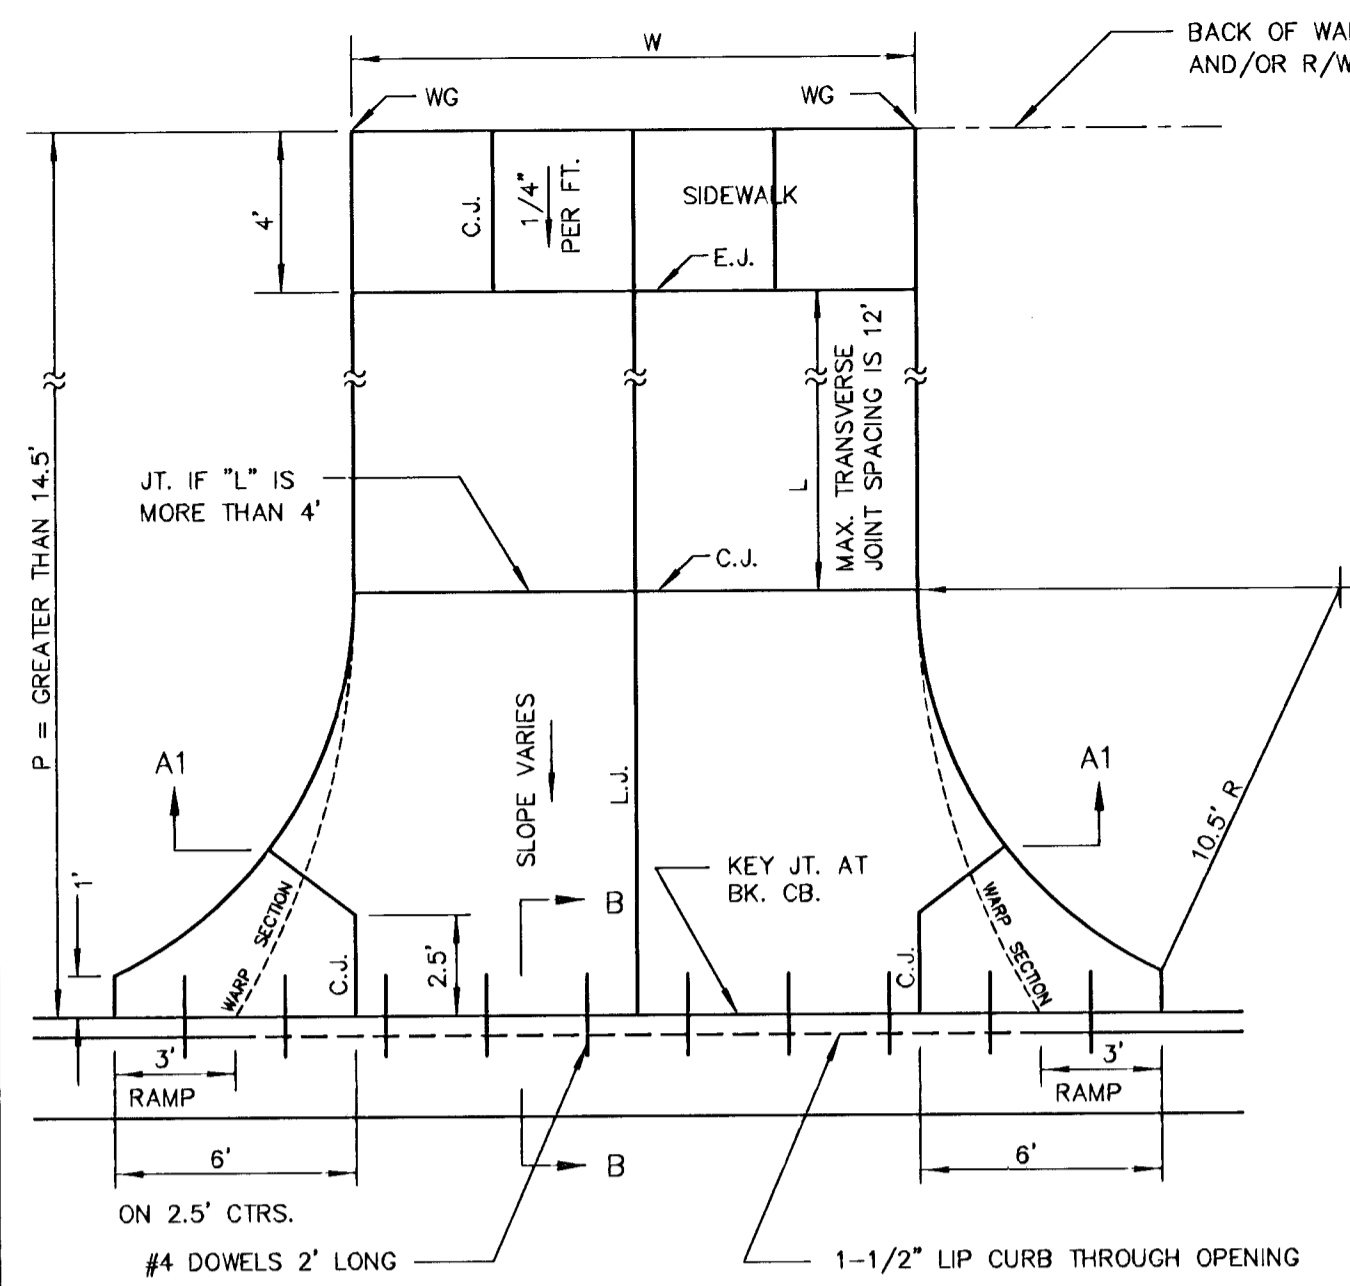 W
BACK OF WAL
AND/OR R/W
WG
WG
4'
C.J.
1/4"
PER FT.
SIDEWALK
E.J.
P = GREATER THAN 14.5'
JT. IF "L" IS
MORE THAN 4'
L
MAX. TRANSVERSE
JOINT SPACING IS 12'
C.J.
SLOPE VARIES
L.J.
A1
A1
10.5' R
1'
WARP SECTION
C.J.
2.5'
B
KEY JT. AT
BK. CB.
C.J.
WARP SECTION
3'
RAMP
3'
RAMP
6'
B
6'
ON 2.5' CTRS.
#4 DOWELS 2' LONG
1-1/2" LIP CURB THROUGH OPENING